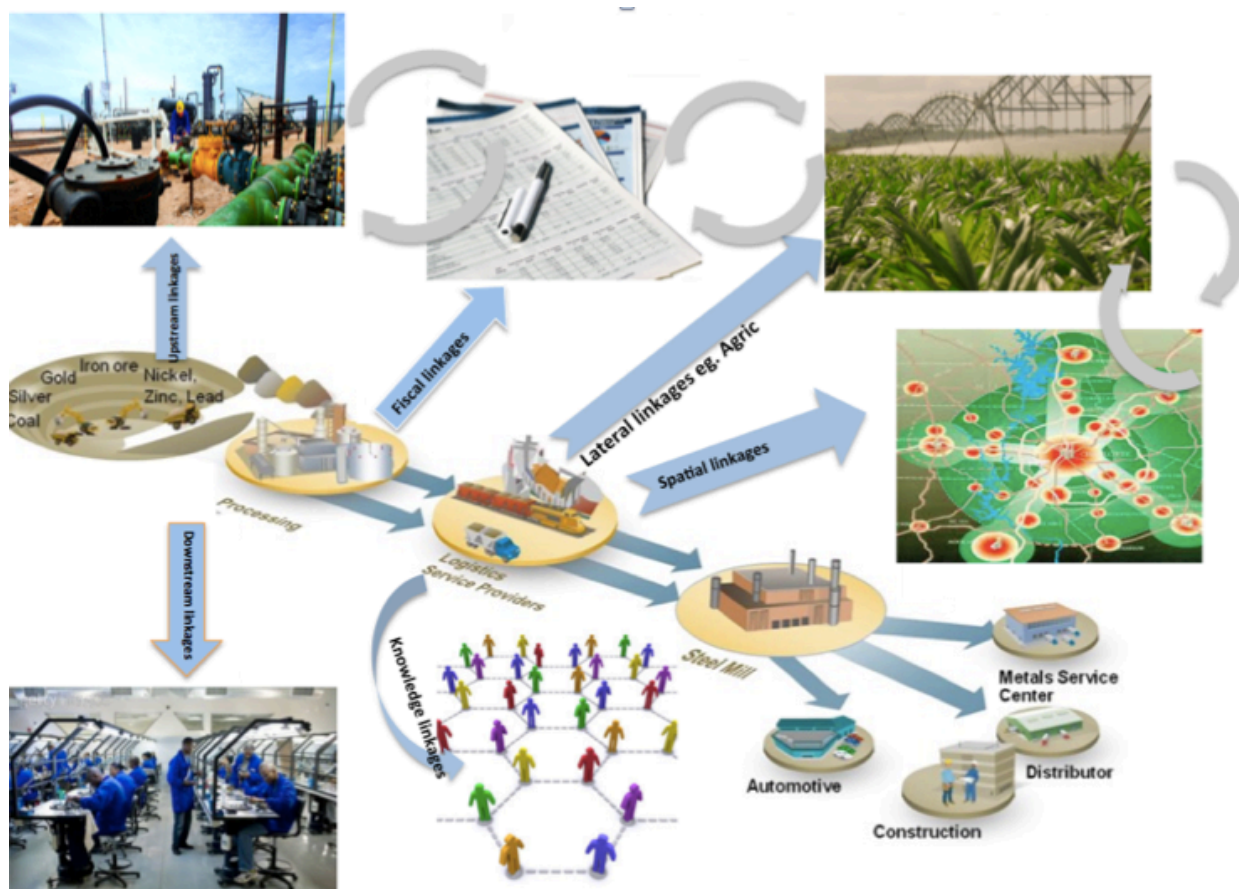 Upstream linkages
Iron ore
Gold
Nickel,
Silver
Zinc, Lead
Coal
Fiscal linkages
Lateral linkages eg. Agric
Spatial linkages
Processing
Logistics
Service Providers
Downstream linkages
Knowledge linkages
Steel Mill
Metals Service
Center
Automotive
Distributor
Construction